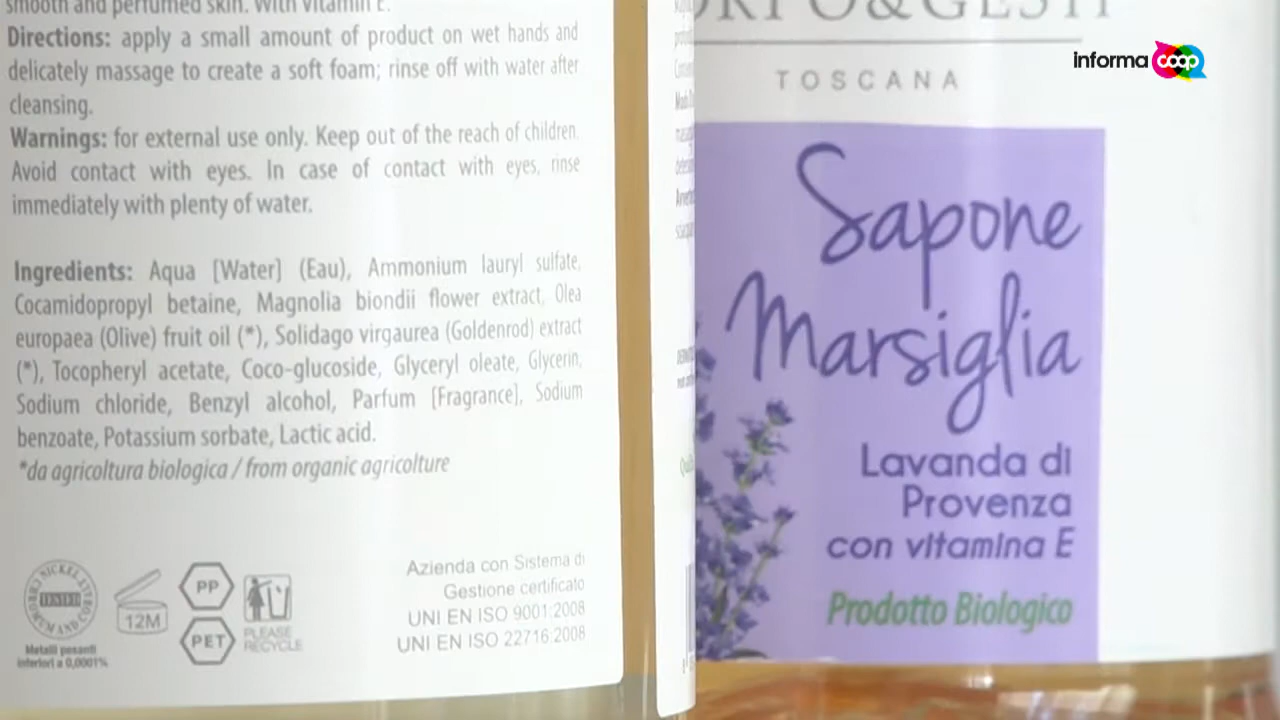 smooth and perfumed skin. With vitamin E.
Directions: apply a small amount of product on wet hands and
delicately massage to create a soft foam; rinse off with water after
cleansing.
Warnings: for external use only. Keep out of the reach of children.
Avoid contact with eyes. In case of contact with eyes, rinse
immediately with plenty of water.
Ingredients: Aqua [Water] (Eau), Ammonium lauryl sulfate,
Cocamidopropyl betaine, Magnolia biondii flower extract, Olea
europaea (Olive) fruit oil (*), Solidago virgaurea (Goldenrod) extract
(*), Tocopheryl acetate, Coco-glucoside, Glyceryl oleate, Glycerin,
Sodium chloride, Benzyl alcohol, Parfum [Fragrance], Sodium
benzoate, Potassium sorbate, Lactic acid.
*da agricoltura biologica / from organic agricolture
TESTED
Metalli pesanti
inferiori a 0,0001%
12M
PP
PET
PLEASE
RECYCLE
Azienda con Sistema di
Gestione certificato
UNI EN ISO 9001:2008
UNI EN ISO 22716:2008
ORPO&GESTI
TOSCANA
informa coop
Sapone
Marsiglia
Lavanda di
Provenza
con vitamina E
Prodotto Biologico